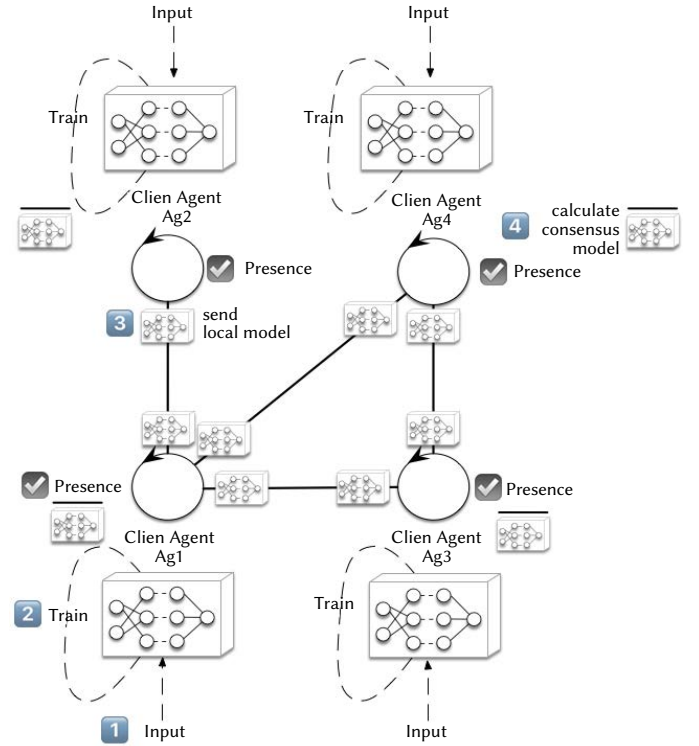 Input
Input
Train
Train
Clien Agent
Ag2
Clien Agent
Ag4
4
calculate
consensus
model
Presence
Presence
3
send
local model
Presence
Presence
Clien Agent
Ag1
Clien Agent
Ag3
2
Train
Train
1
Input
Input